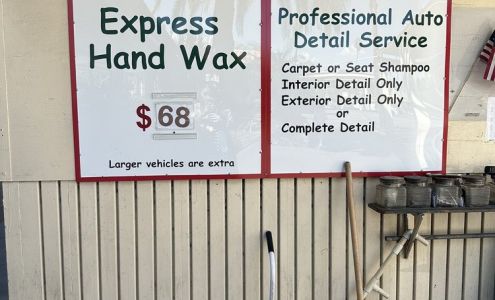 Express
Hand Wax
$68
Larger vehicles are extra
Professional Auto
Detail Service
Carpet or Seat Shampoo
Interior Detail Only
Exterior Detail Only
or
Complete Detail